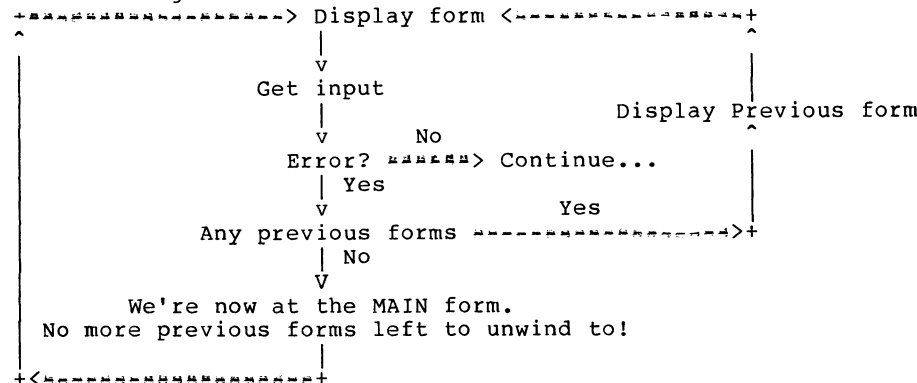 Display form
Get input
Display Previous form
No
Error? Continue...
Yes
Yes
Any previous forms
No
We're now at the MAIN form.
No more previous forms left to unwind to!